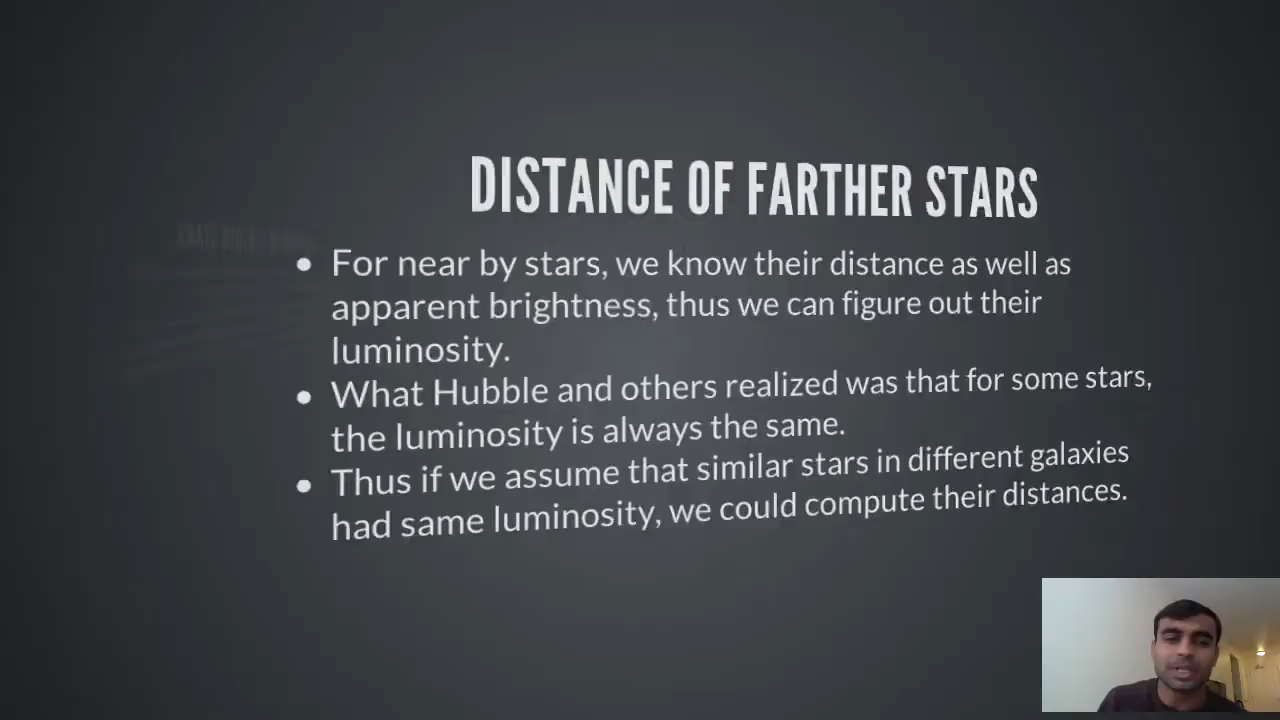 DISTANCE OF FARTHER STARS
• For near by stars, we know their distance as well as
apparent brightness, thus we can figure out their
luminosity.
• What Hubble and others realized was that for some stars,
the luminosity is always the same.
• Thus if we assume that similar stars in different galaxies
had same luminosity, we could compute their distances.